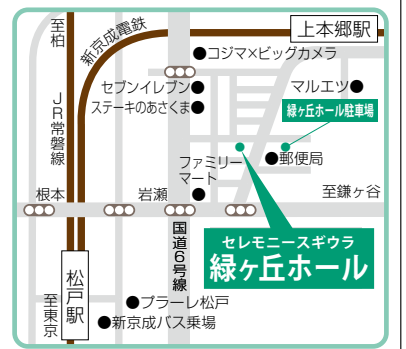 至柏
新京成電鉄
上本郷駅
コジマ×ビッグカメラ
セブンイレブン
ステーキのあさくま
マルエツ
緑ヶ丘ホール駐車場
JR常磐線
郵便局
ファミリー
マート
根本
岩瀬
至鎌ヶ谷
国道6号線
セレモニースギウラ
緑ヶ丘ホール
松戸駅
至東京
プラーレ松戸
新京成バス乗場